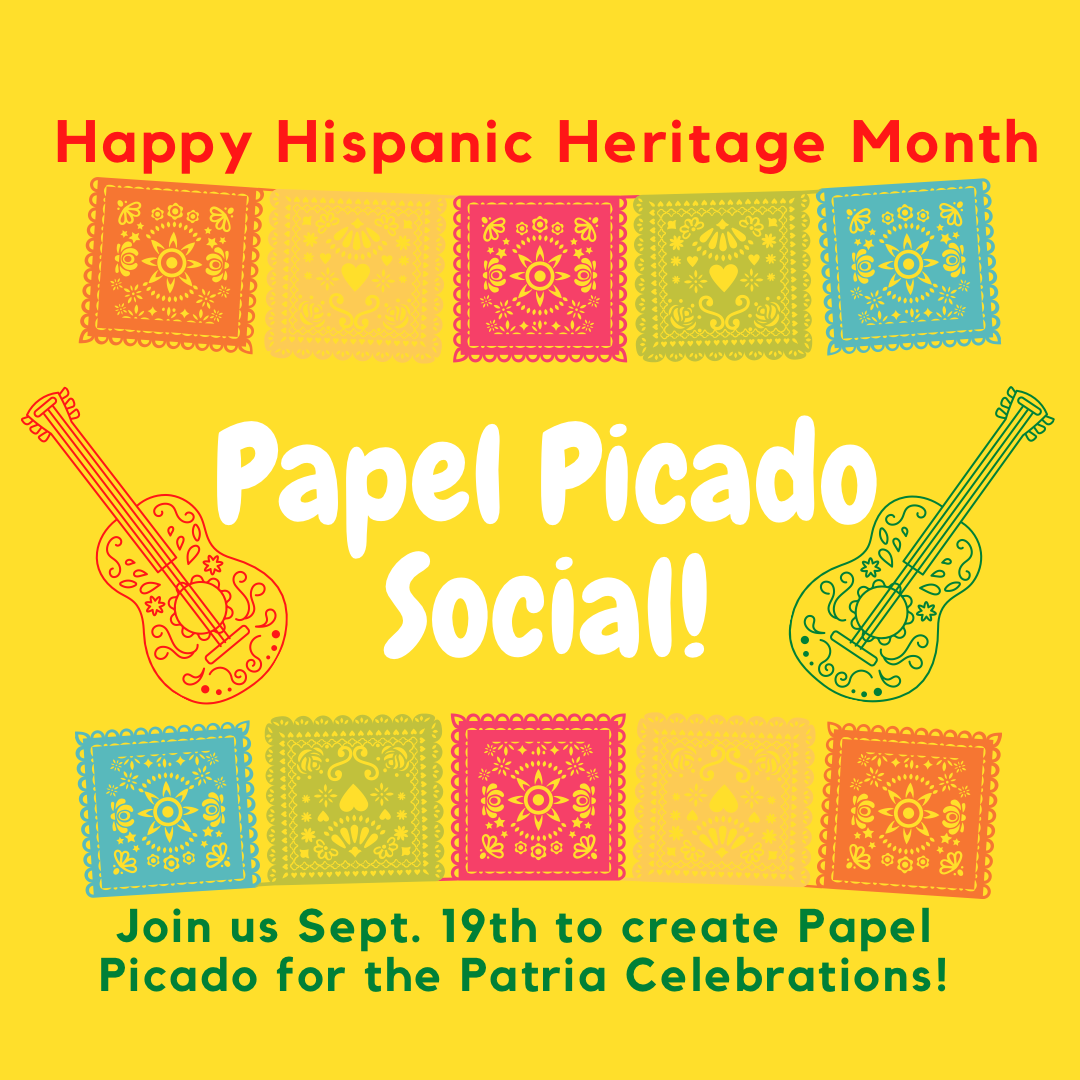 Happy Hispanic Heritage Month
Papel Picado
Social!
Join us Sept. 19th to create Papel
Picado for the Patria Celebrations!